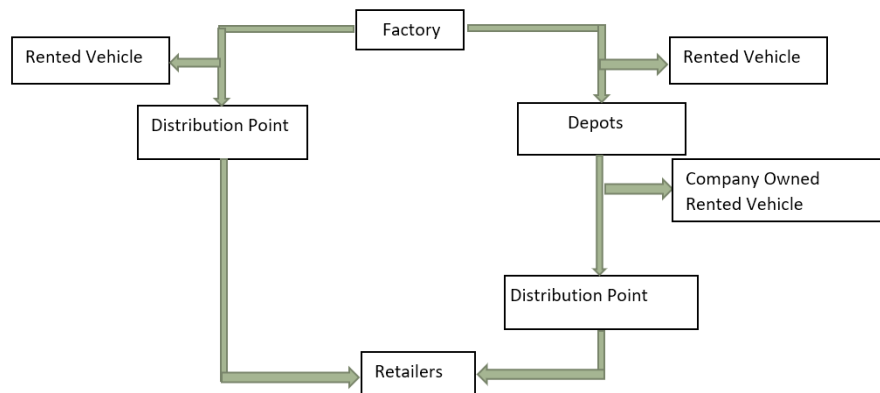 Factory
Rented Vehicle
Rented Vehicle
Distribution Point
Depots
Company Owned
Rented Vehicle
Distribution Point
Retailers